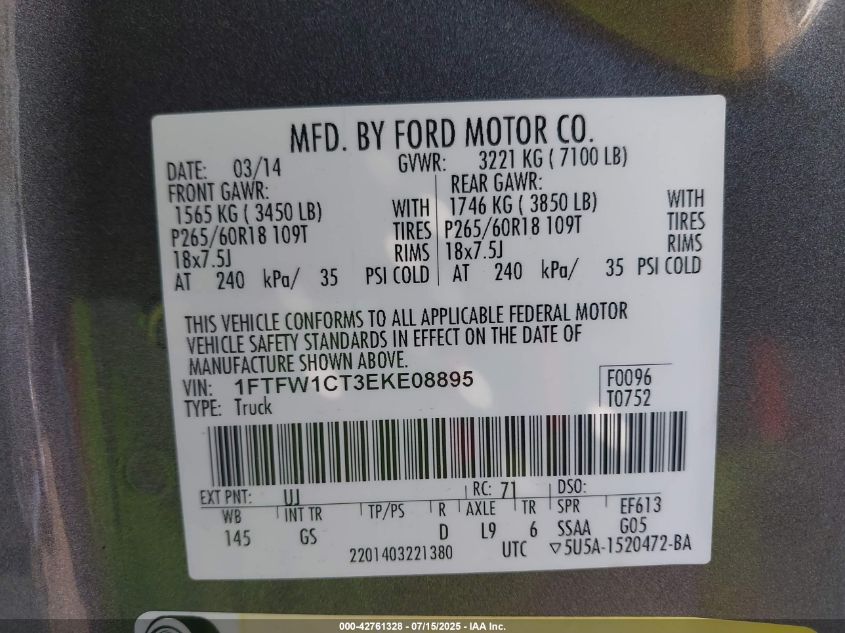 MFD. BY FORD MOTOR CO.
DATE: 03/14 GVWR: 3221 KG ( 7100 LB)
FRONT GAWR: REAR GAWR:
1565 KG ( 3450 LB) WITH 1746 KG ( 3850 LB) WITH
P265/60R18 109T TIRES P265/60R18 109T TIRES
18x7.5J RIMS 18x7.5J RIMS
AT 240 kPa/ 35 PSI COLD AT 240 kPa/ 35 PSI COLD
THIS VEHICLE CONFORMS TO ALL APPLICABLE FEDERAL MOTOR
VEHICLE SAFETY STANDARDS IN EFFECT ON THE DATE OF
MANUFACTURE SHOWN ABOVE.
VIN: 1FTFW1CT3EKE08895 F0096
TYPE: Truck T0752
EXT PNT: UJ RC: 71 DSO:
WB INT TR TP/PS R AXLE TR SPR EF613
145 GS D L9 6 SSAA G05
2201403221380 UTC ▽5U5A-1520472-BA
000-42761328 - 07/15/2025 - IAA Inc.